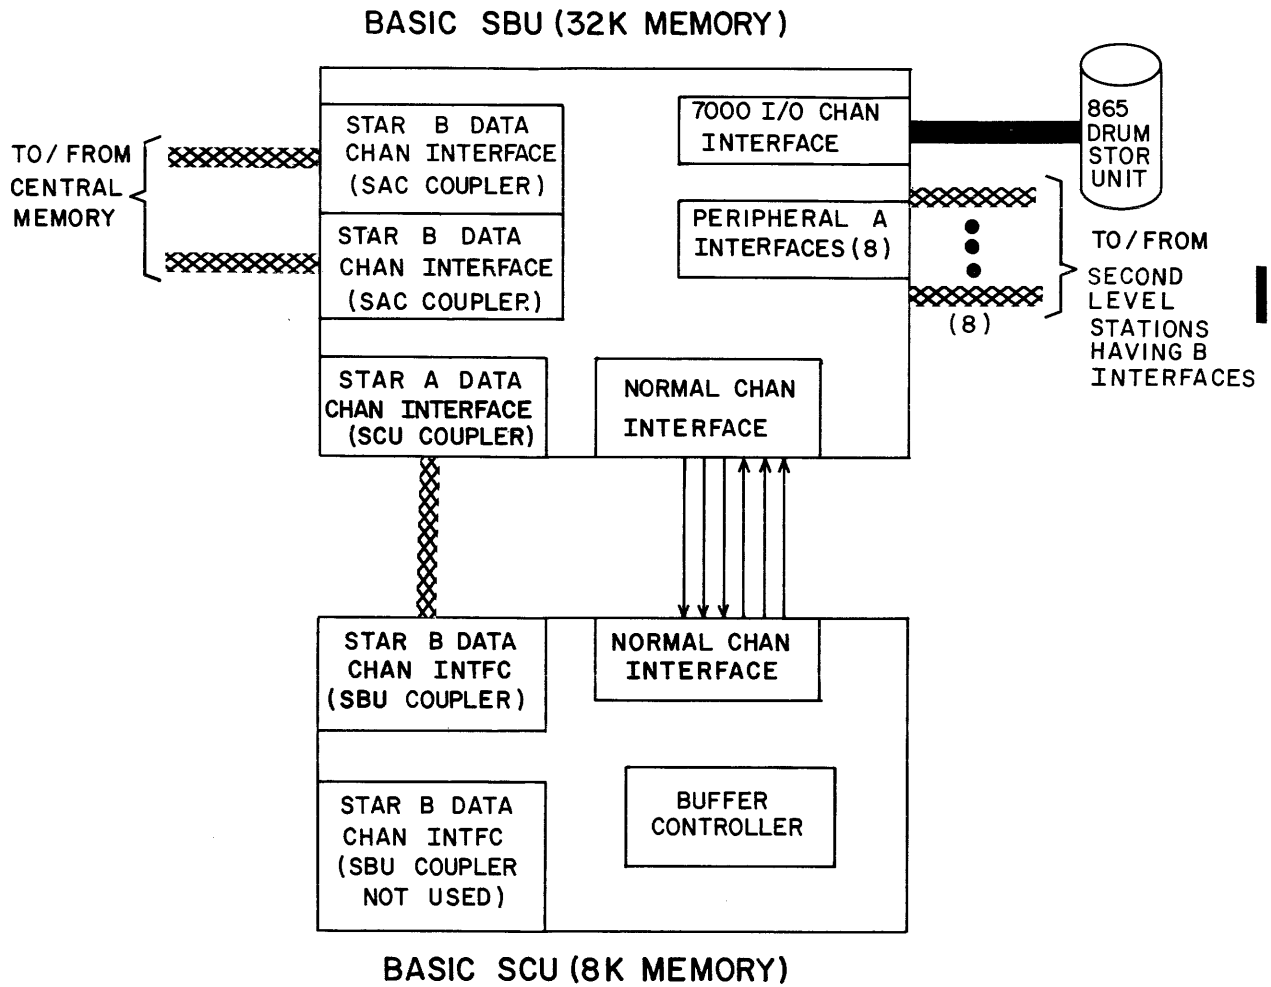 BASIC SBU (32K MEMORY)
TO/FROM
CENTRAL
MEMORY
STAR B DATA
CHAN INTERFACE
(SAC COUPLER)
STAR B DATA
CHAN INTERFACE
(SAC COUPLER)
STAR A DATA
CHAN INTERFACE
(SCU COUPLER)
7000 I/O CHAN
INTERFACE
PERIPHERAL A
INTERFACES (8)
NORMAL CHAN
INTERFACE
865
DRUM
STOR
UNIT
(8)
TO/FROM
SECOND
LEVEL
STATIONS
HAVING B
INTERFACES
STAR B DATA
CHAN INTFC
(SBU COUPLER)
NORMAL CHAN
INTERFACE
STAR B DATA
CHAN INTFC
(SBU COUPLER
NOT USED)
BUFFER
CONTROLLER
BASIC SCU (8K MEMORY)